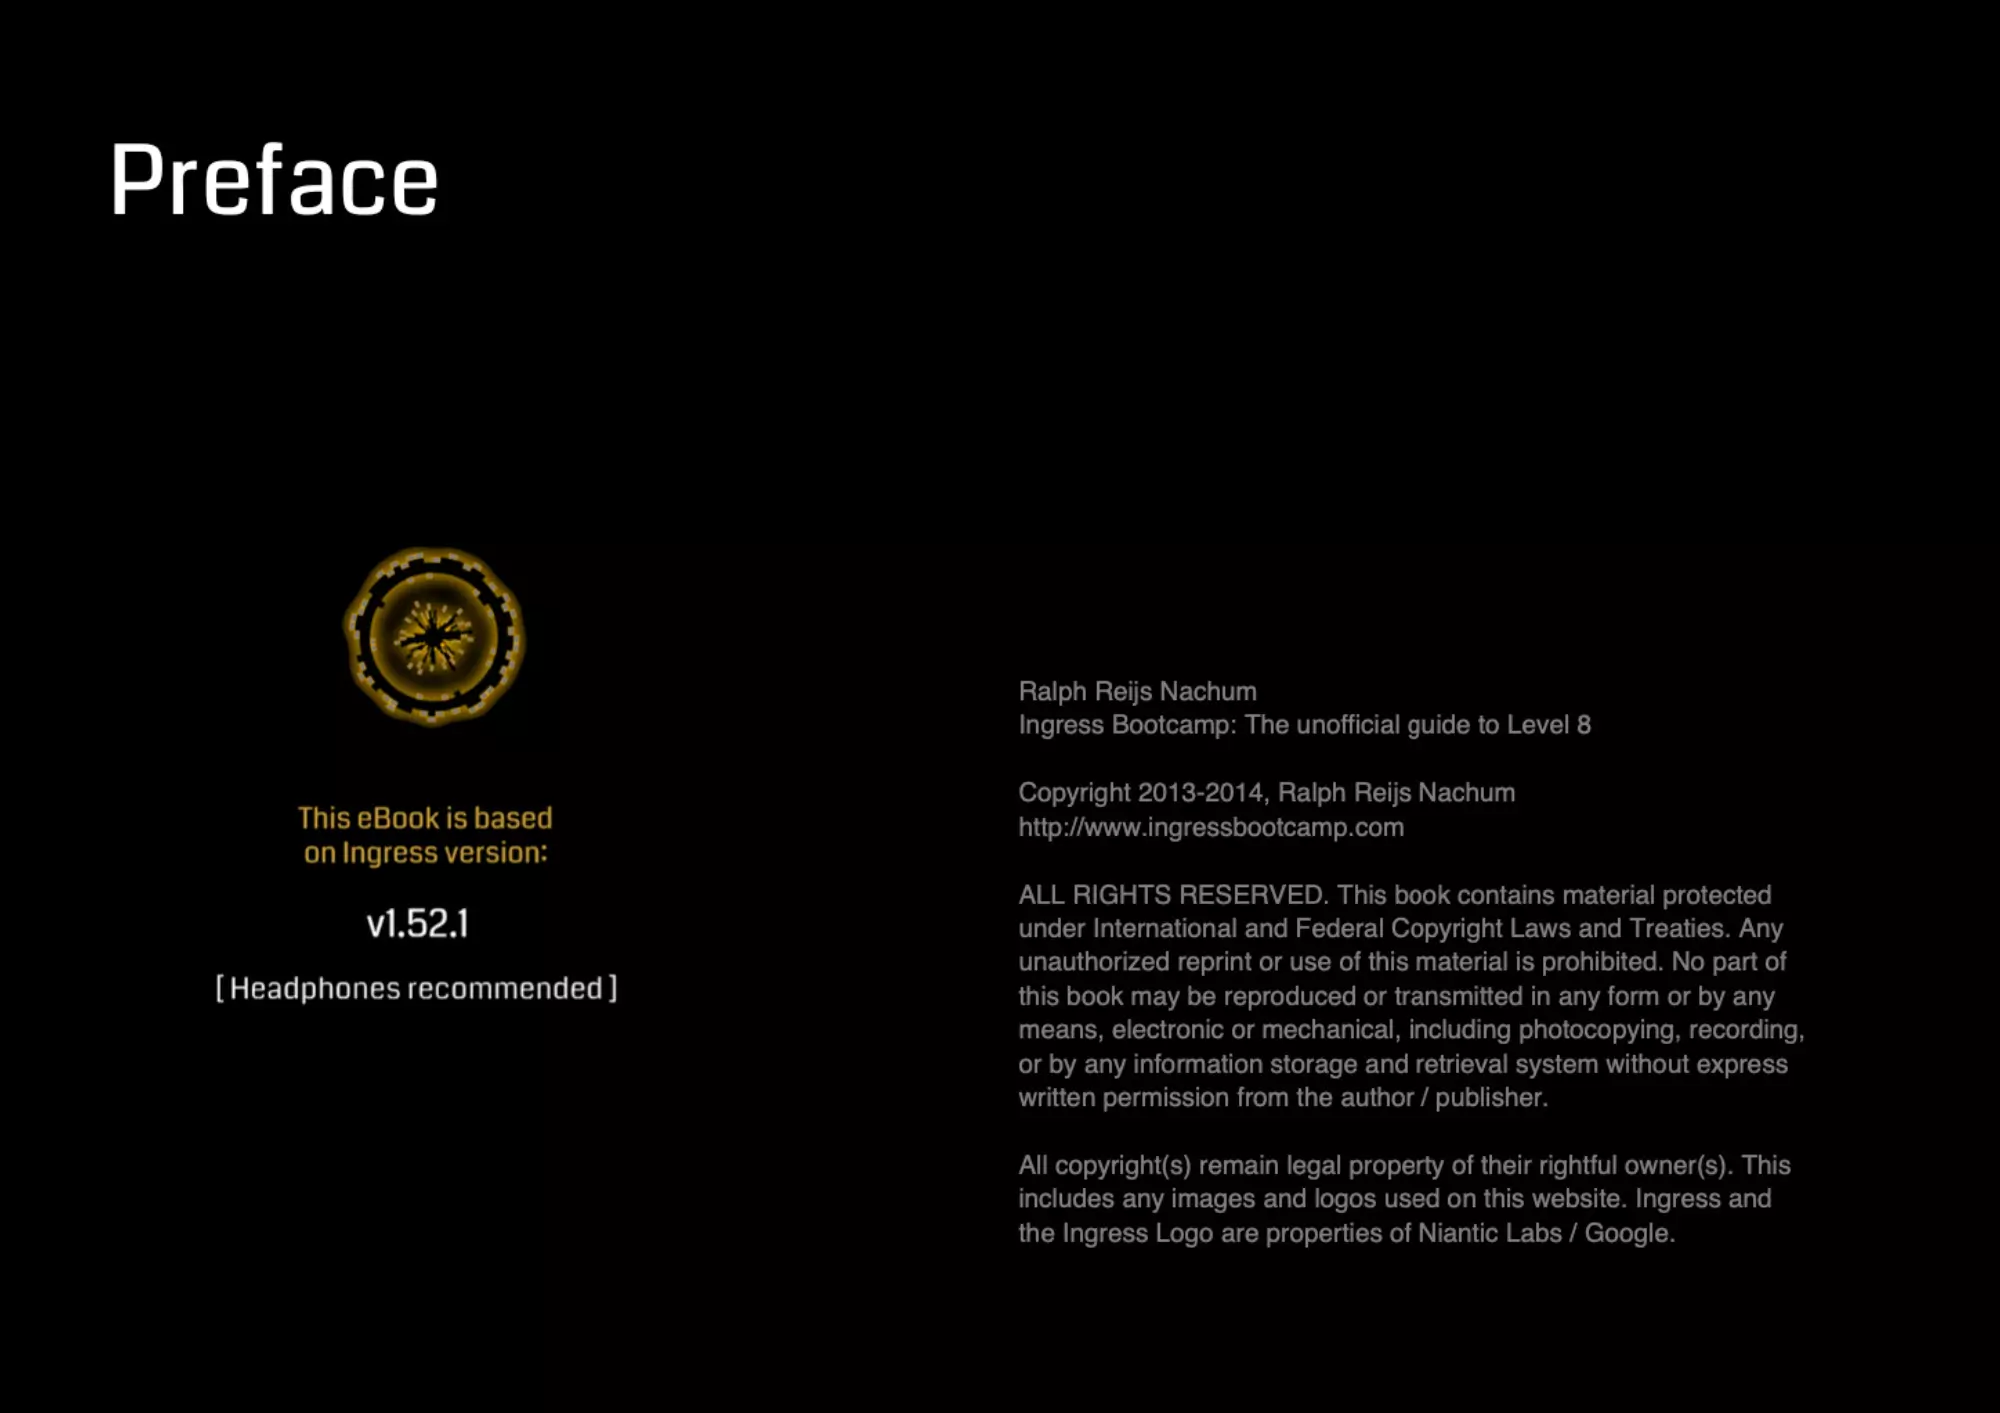 Preface
This eBook is based
on Ingress version:
v1.52.1
[ Headphones recommended ]
Ralph Reijs Nachum
Ingress Bootcamp: The unofficial guide to Level 8
Copyright 2013-2014, Ralph Reijs Nachum
http://www.ingressbootcamp.com
ALL RIGHTS RESERVED. This book contains material protected
under International and Federal Copyright Laws and Treaties. Any
unauthorized reprint or use of this material is prohibited. No part of
this book may be reproduced or transmitted in any form or by any
means, electronic or mechanical, including photocopying, recording,
or by any information storage and retrieval system without express
written permission from the author / publisher.
All copyright(s) remain legal property of their rightful owner(s). This
includes any images and logos used on this website. Ingress and
the Ingress Logo are properties of Niantic Labs / Google.